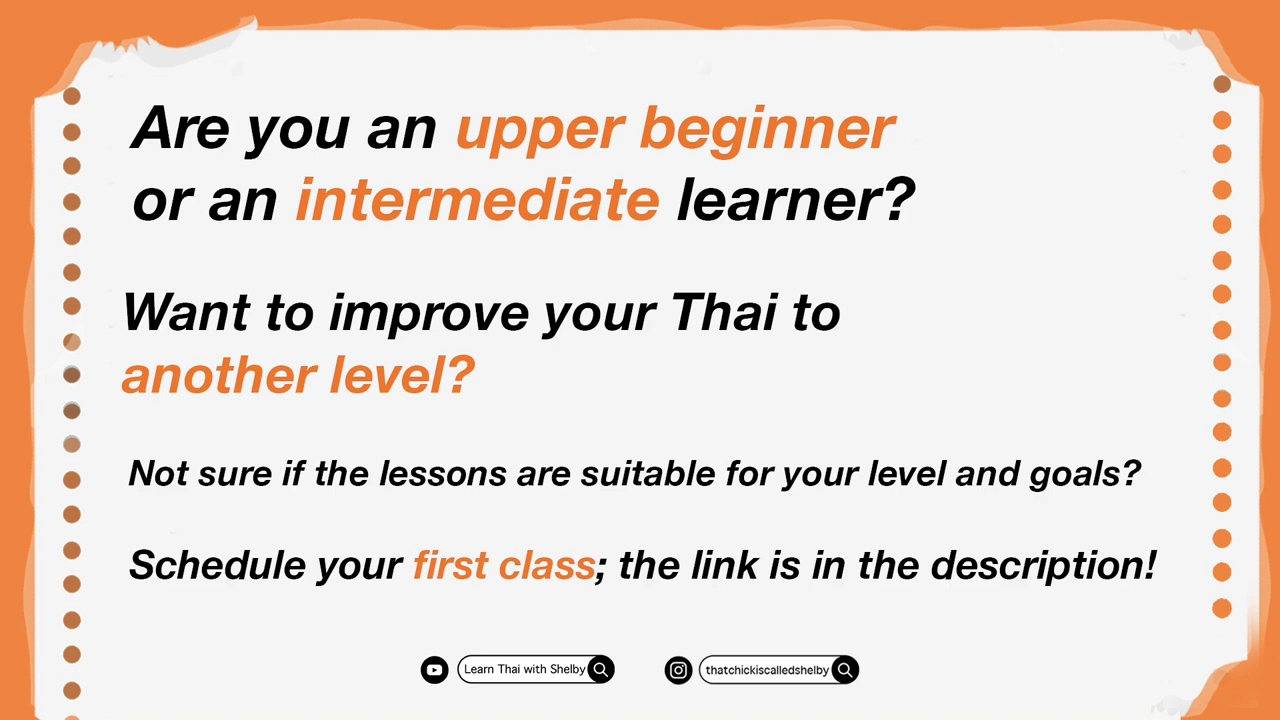 Are you an upper beginner
or an intermediate learner?
Want to improve your Thai to
another level?
Not sure if the lessons are suitable for your level and goals?
Schedule your first class; the link is in the description!
Learn Thai with Shelby
thatchickiscalledshelby